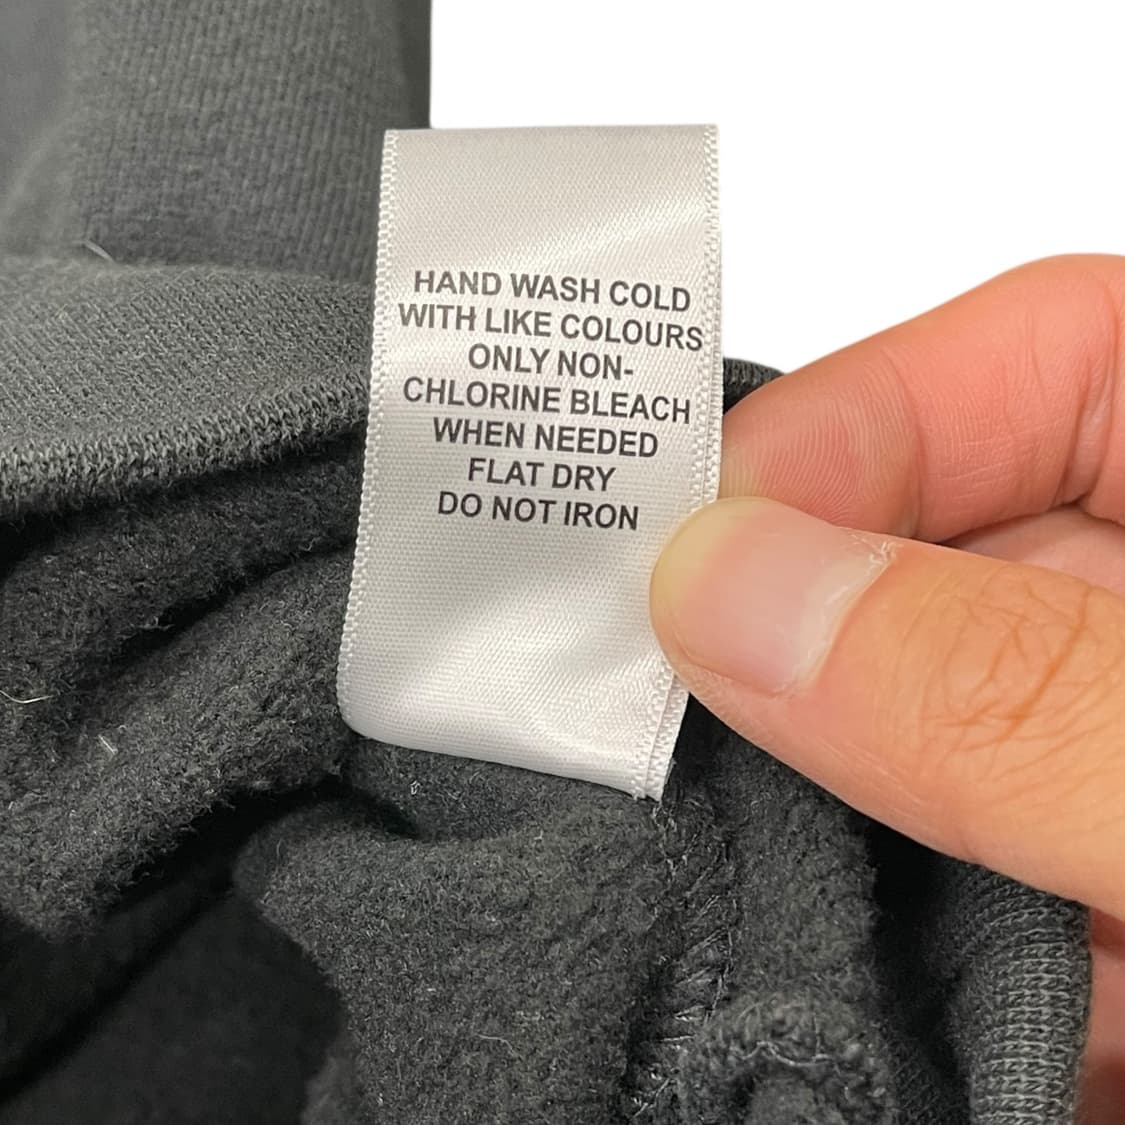 HAND WASH COLD
WITH LIKE COLOURS
ONLY NON-
CHLORINE BLEACH
WHEN NEEDED
FLAT DRY
DO NOT IRON